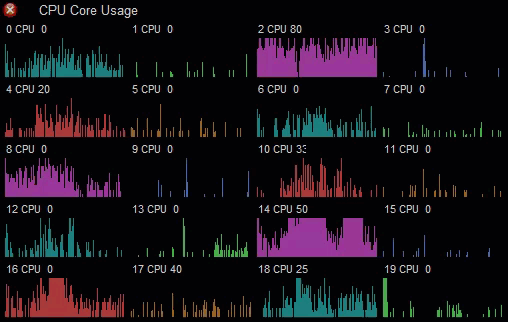 CPU Core Usage
0 CPU 0 1 CPU 0 2 CPU 80 3 CPU 0
4 CPU 20 5 CPU 0 6 CPU 0 7 CPU 0
8 CPU 0 9 CPU 0 10 CPU 33 11 CPU 0
12 CPU 0 13 CPU 0 14 CPU 50 15 CPU 0
16 CPU 0 17 CPU 40 18 CPU 25 19 CPU 0